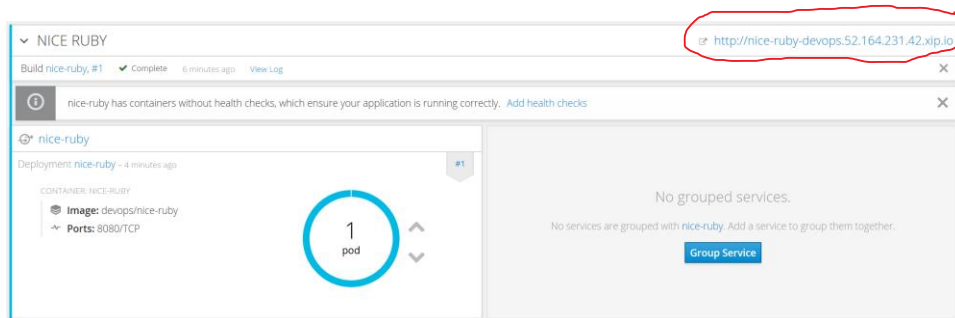 NICE RUBY
http://nice-ruby-devops.52.164.231.42.xip.io
Build nice-ruby, #1 Complete 6 minutes ago View Log
nice-ruby has containers without health checks, which ensure your application is running correctly. Add health checks
nice-ruby
Deployment nice-ruby – 4 minutes ago
#1
CONTAINER: NICE-RUBY
Image: devops/nice-ruby
Ports: 8080/TCP
1
pod
No grouped services.
No services are grouped with nice-ruby. Add a service to group them together.
Group Service